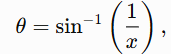 θ = sin⁻¹ (1/x),